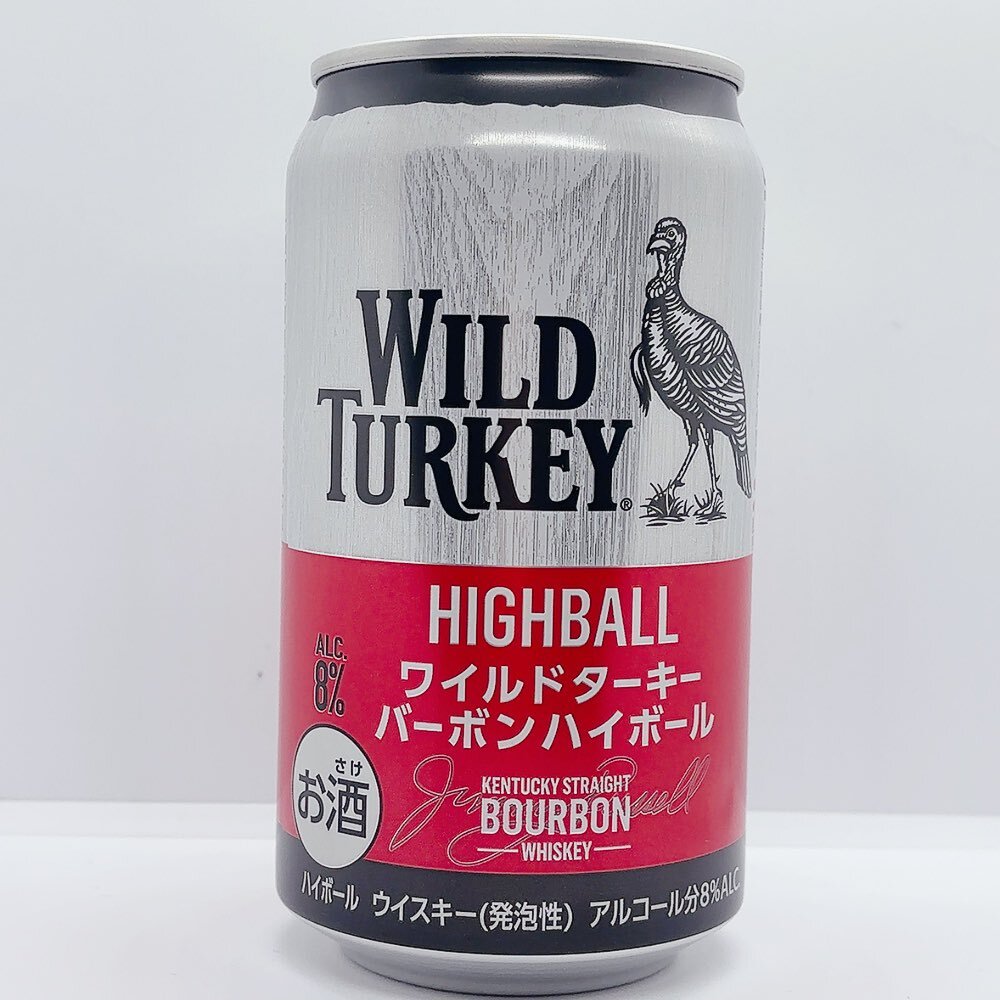 WILD
TURKEY®
HIGHBALL
ALC.
8%
ワイルドターキー
バーボンハイボール
さけ
お酒
KENTUCKY STRAIGHT
BOURBON
WHISKEY
ハイボール ウイスキー(発泡性) アルコール分8%ALC